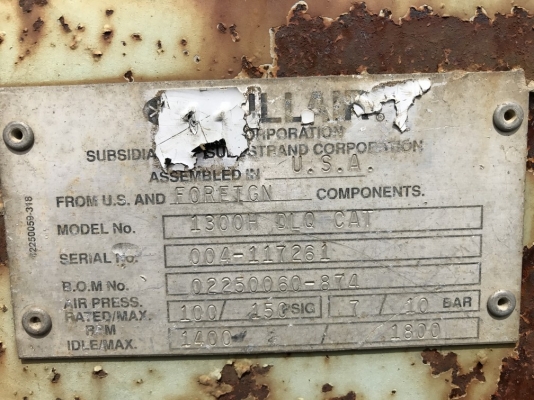 ULLAIR
CORPORATION
SUBSIDIARY SUNDSTRAND CORPORATION
ASSEMBLED IN U.S.A.
FROM U.S. AND FOREIGN COMPONENTS.
MODEL No. 1300H DLQ CAT
SERIAL No. 004-117261
B.O.M No. 02250060-874
AIR PRESS. RATED/MAX. 100/ 150 PSIG 7 / 10 BAR
RPM IDLE/MAX. 1400 / 1800
02250059-318